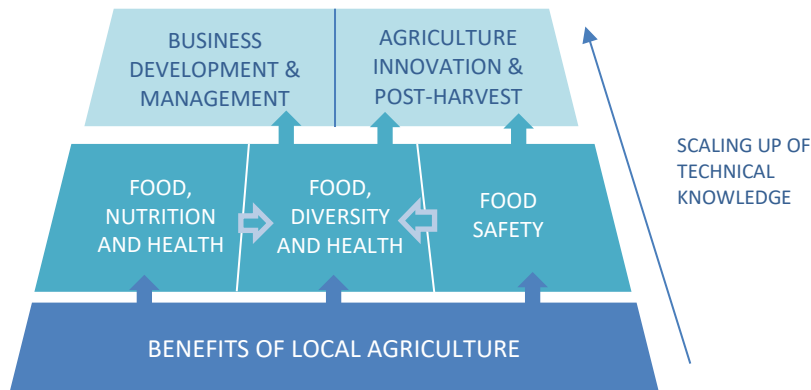 BUSINESS
DEVELOPMENT &
MANAGEMENT
AGRICULTURE
INNOVATION &
POST-HARVEST
SCALING UP OF
TECHNICAL
KNOWLEDGE
FOOD,
NUTRITION
AND HEALTH
FOOD,
DIVERSITY
AND HEALTH
FOOD
SAFETY
BENEFITS OF LOCAL AGRICULTURE